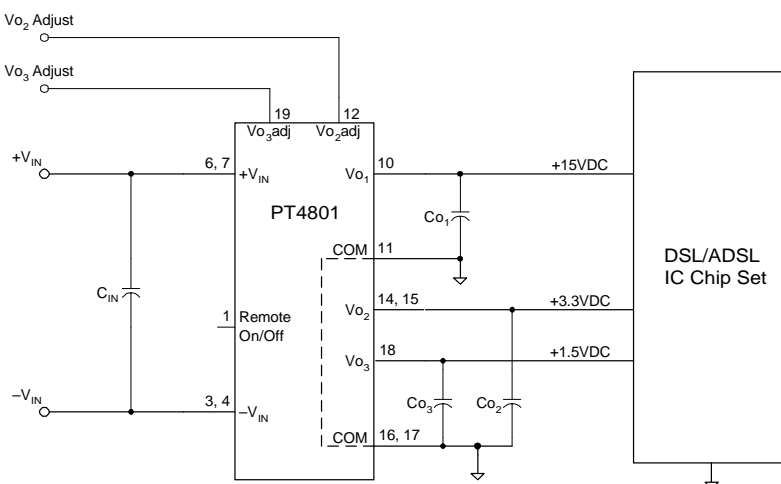 Vo2 Adjust
Vo3 Adjust
19 12
Vo3adj Vo2adj
+VIN 6, 7 +VIN Vo1 10 +15VDC
PT4801
Co1
COM 11
CIN
DSL/ADSL
IC Chip Set
1 Remote
On/Off
Vo2 14, 15 +3.3VDC
Vo3 18 +1.5VDC
Co3 Co2
–VIN 3, 4 –VIN
COM 16, 17